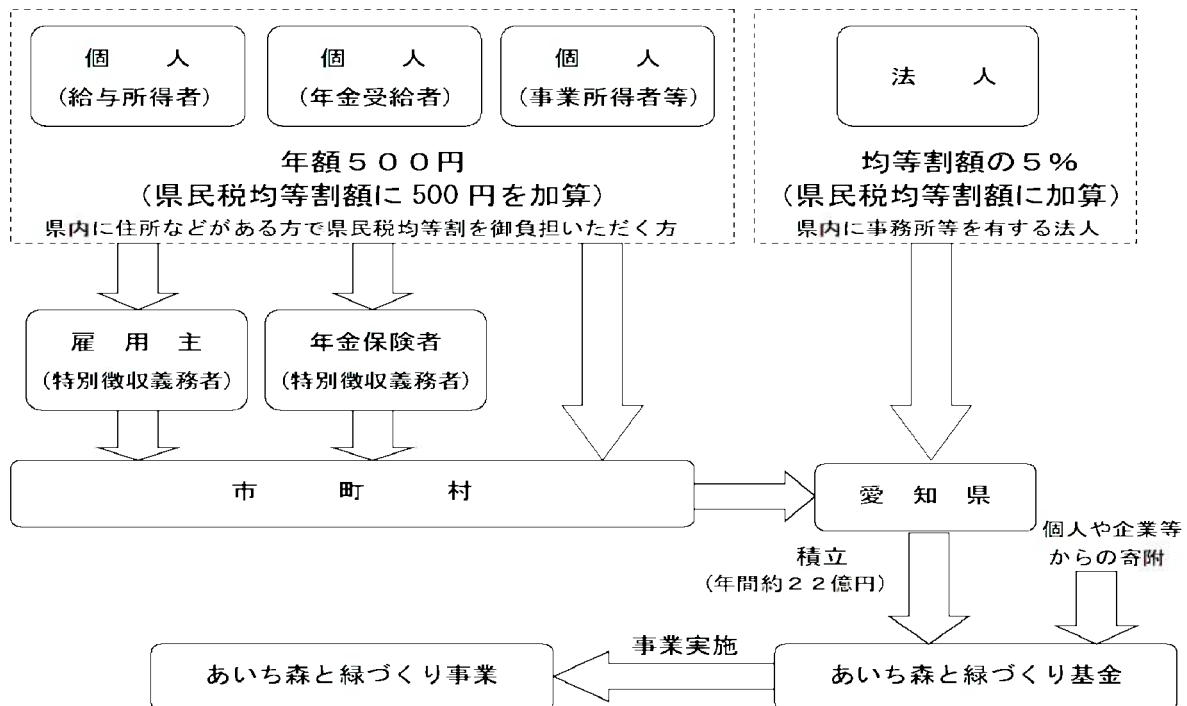 個　人
(給与所得者)
個　人
(年金受給者)
個　人
(事業所得者等)
年額５００円
(県民税均等割額に 500 円を加算)
県内に住所などがある方で県民税均等割を御負担いただく方
法　人
均等割額の５%
(県民税均等割額に加算)
県内に事務所等を有する法人
雇　用　主
(特別徴収義務者)
年金保険者
(特別徴収義務者)
市　町　村
愛　知　県
積立
(年間約２２億円)
個人や企業等
からの寄附
あいち森と緑づくり事業
事業実施
あいち森と緑づくり基金